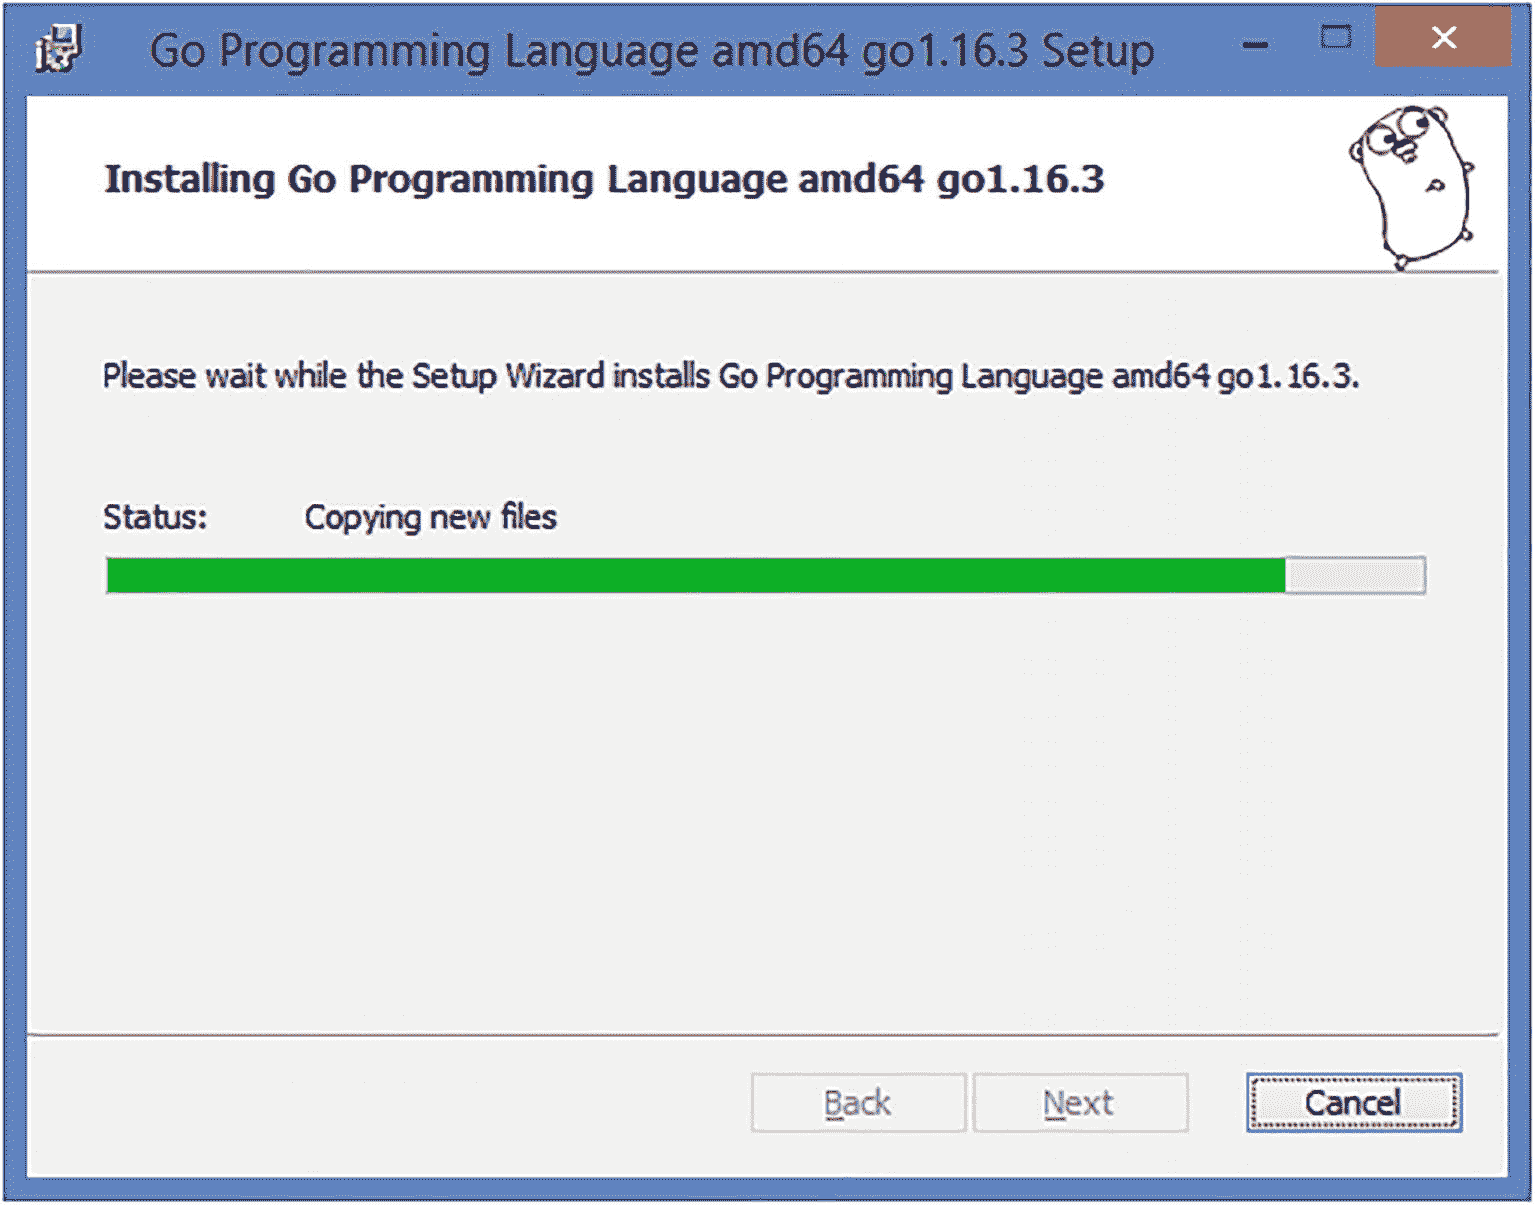 Go Programming Language amd64 go1.16.3 Setup
Installing Go Programming Language amd64 go1.16.3
Please wait while the Setup Wizard installs Go Programming Language amd64 go1.16.3.
Status: Copying new files
Back Next Cancel